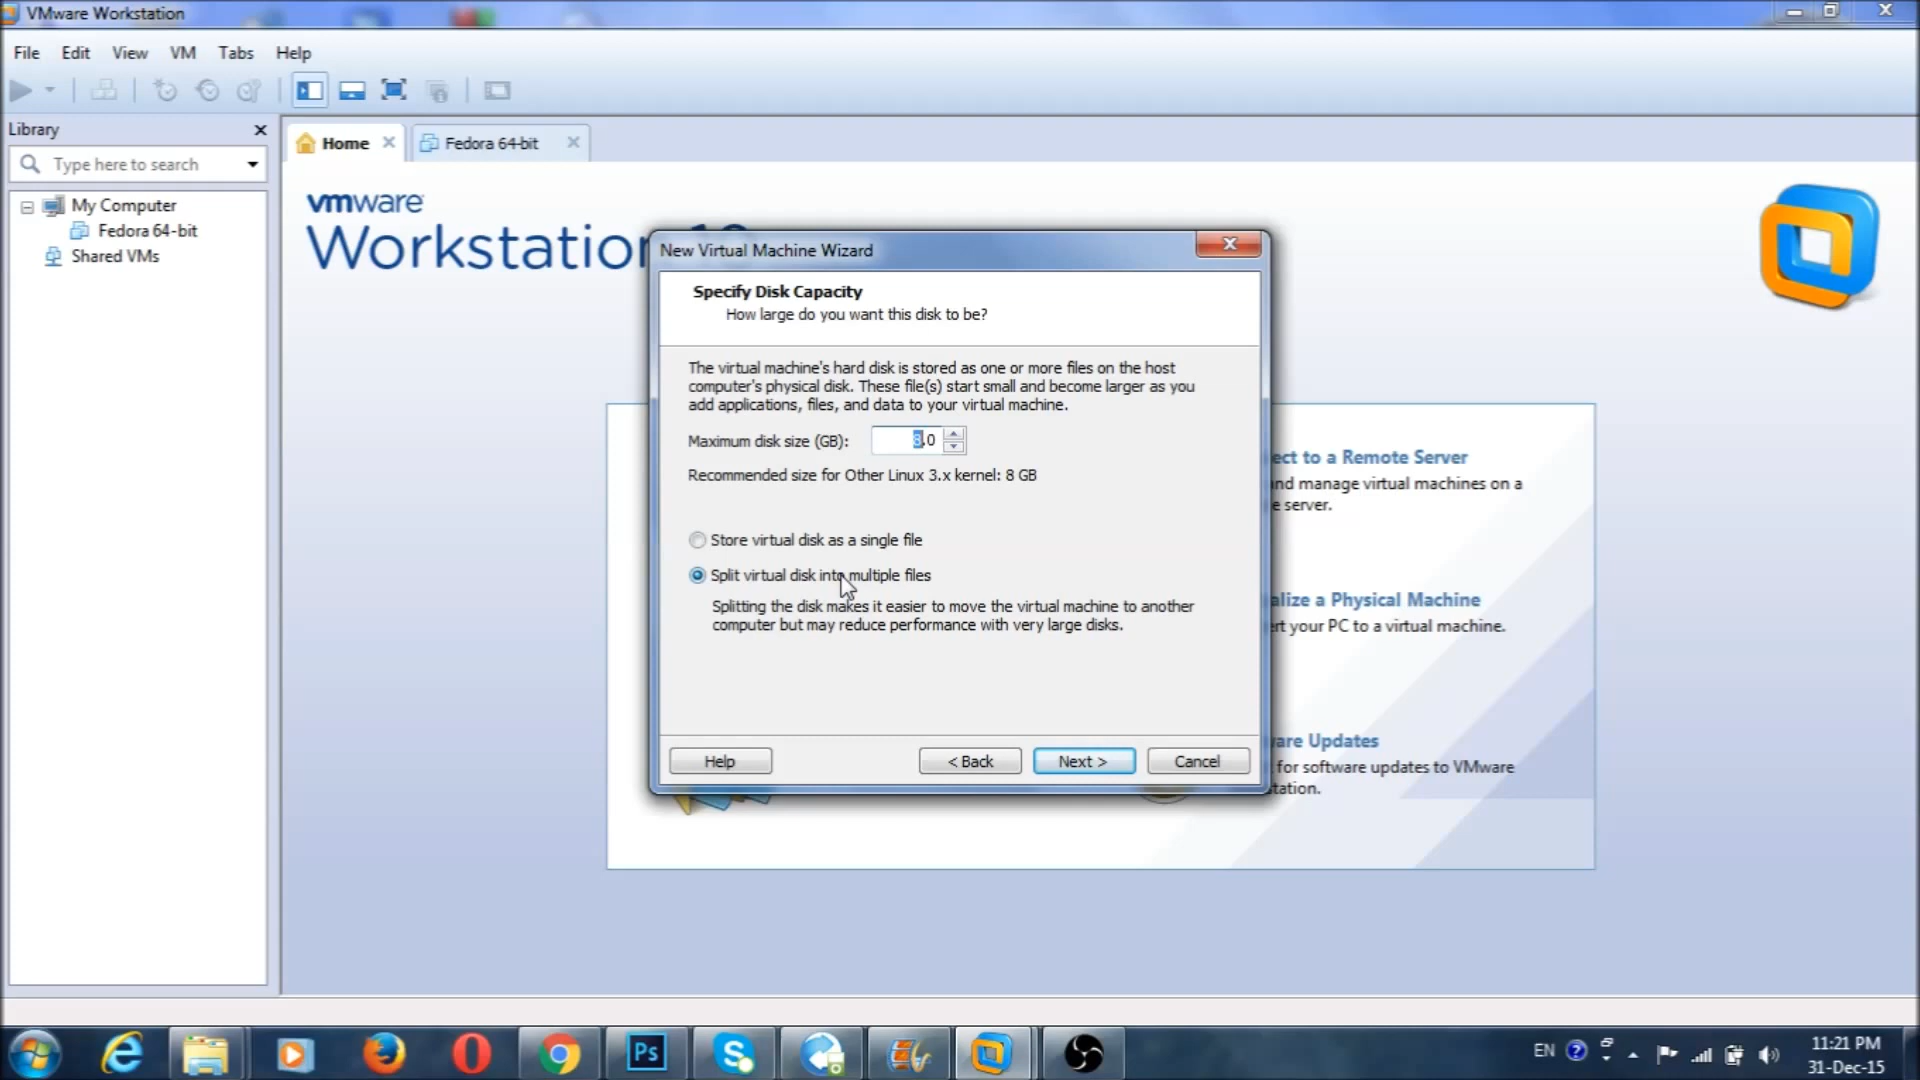 VMware Workstation
File Edit View VM Tabs Help
Library
Home
Fedora 64-bit
Type here to search
My Computer
Fedora 64-bit
Shared VMs
vmware
Workstation
New Virtual Machine Wizard
Specify Disk Capacity
How large do you want this disk to be?
The virtual machine's hard disk is stored as one or more files on the host
computer's physical disk. These file(s) start small and become larger as you
add applications, files, and data to your virtual machine.
Maximum disk size (GB): 8.0
Recommended size for Other Linux 3.x kernel: 8 GB
Store virtual disk as a single file
Split virtual disk into multiple files
Splitting the disk makes it easier to move the virtual machine to another
computer but may reduce performance with very large disks.
Help < Back Next > Cancel
to a Remote Server
and manage virtual machines on a
server.
a Physical Machine
your PC to a virtual machine.
Updates
for software updates to VMware
Ps
EN
11:21 PM
31-Dec-15